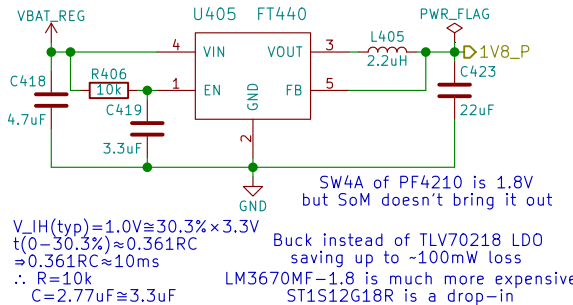 VBAT_REG
U405 FT440
PWR_FLAG
4 VIN VOUT 3
L405
2.2uH
1V8_P
C418
4.7uF
R406
10k
1 EN FB 5
C419
3.3uF
GND
2
C423
22uF
GND
SW4A of PF4210 is 1.8V
but SoM doesn't bring it out
V_IH(typ)=1.0V≅30.3%×3.3V
t(0-30.3%)≈0.361RC
⇒0.361RC≈10ms
∴ R=10k
C=2.77uF≅3.3uF
Buck instead of TLV70218 LDO
saving up to ~100mW loss
LM3670MF-1.8 is much more expensive
ST1S12G18R is a drop-in